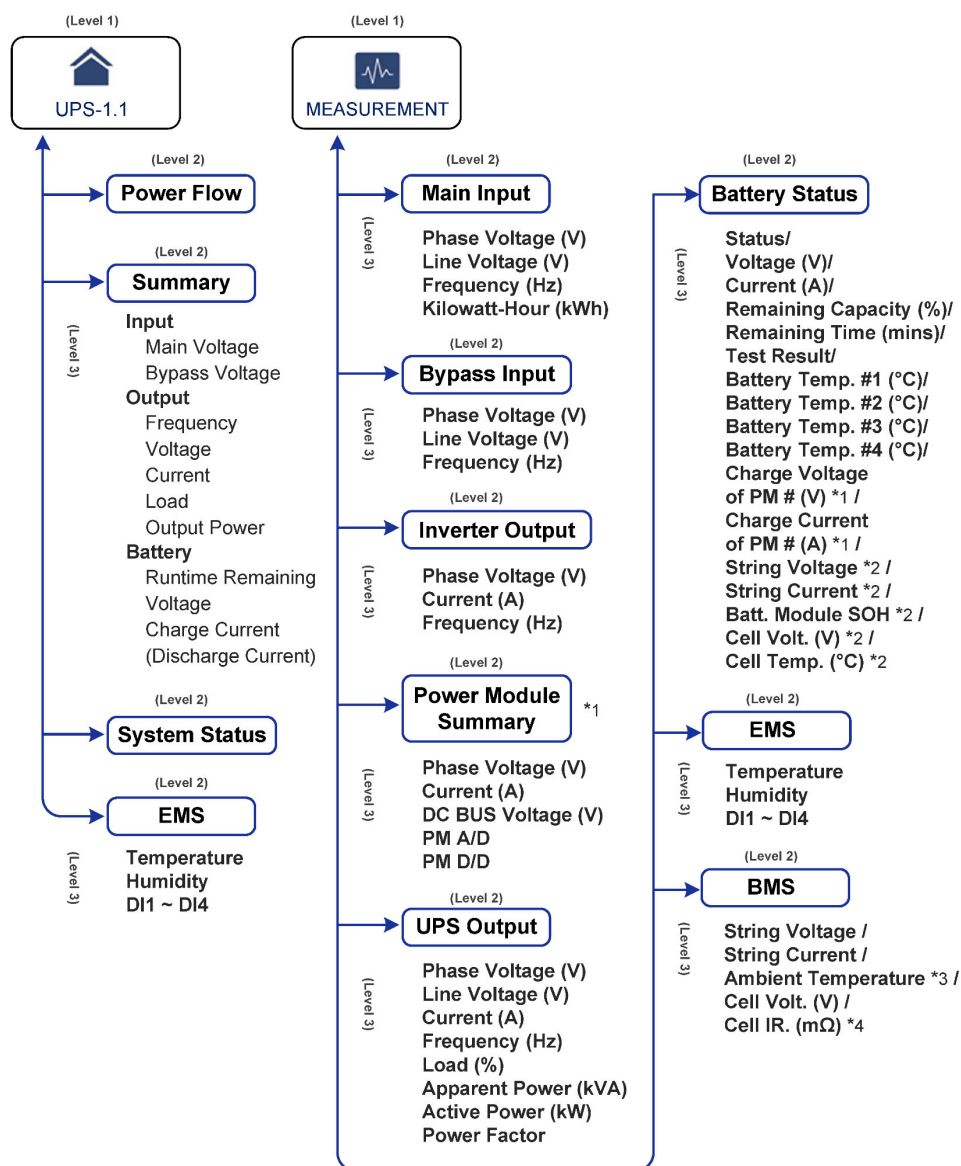 (Level 1)
UPS-1.1
(Level 2)
Power Flow
(Level 2)
Summary
(Level 3)
Input
Main Voltage
Bypass Voltage
Output
Frequency
Voltage
Current
Load
Output Power
Battery
Runtime Remaining
Voltage
Charge Current
(Discharge Current)
(Level 2)
System Status
(Level 2)
EMS
(Level 3)
Temperature
Humidity
DI1 ~ DI4
(Level 1)
MEASUREMENT
(Level 2)
Main Input
(Level 3)
Phase Voltage (V)
Line Voltage (V)
Frequency (Hz)
Kilowatt-Hour (kWh)
(Level 2)
Bypass Input
(Level 3)
Phase Voltage (V)
Line Voltage (V)
Frequency (Hz)
(Level 2)
Inverter Output
(Level 3)
Phase Voltage (V)
Current (A)
Frequency (Hz)
(Level 2)
Power Module
Summary *1
(Level 3)
Phase Voltage (V)
Current (A)
DC BUS Voltage (V)
PM A/D
PM D/D
(Level 2)
UPS Output
(Level 3)
Phase Voltage (V)
Line Voltage (V)
Current (A)
Frequency (Hz)
Load (%)
Apparent Power (kVA)
Active Power (kW)
Power Factor
(Level 2)
Battery Status
(Level 3)
Status/
Voltage (V)/
Current (A)/
Remaining Capacity (%)/
Remaining Time (mins)/
Test Result/
Battery Temp. #1 (°C)/
Battery Temp. #2 (°C)/
Battery Temp. #3 (°C)/
Battery Temp. #4 (°C)/
Charge Voltage
of PM # (V) *1 /
Charge Current
of PM # (A) *1 /
String Voltage *2 /
String Current *2 /
Batt. Module SOH *2 /
Cell Volt. (V) *2 /
Cell Temp. (°C) *2
(Level 2)
EMS
(Level 3)
Temperature
Humidity
DI1 ~ DI4
(Level 2)
BMS
(Level 3)
String Voltage /
String Current /
Ambient Temperature *3 /
Cell Volt. (V) /
Cell IR. (mΩ) *4